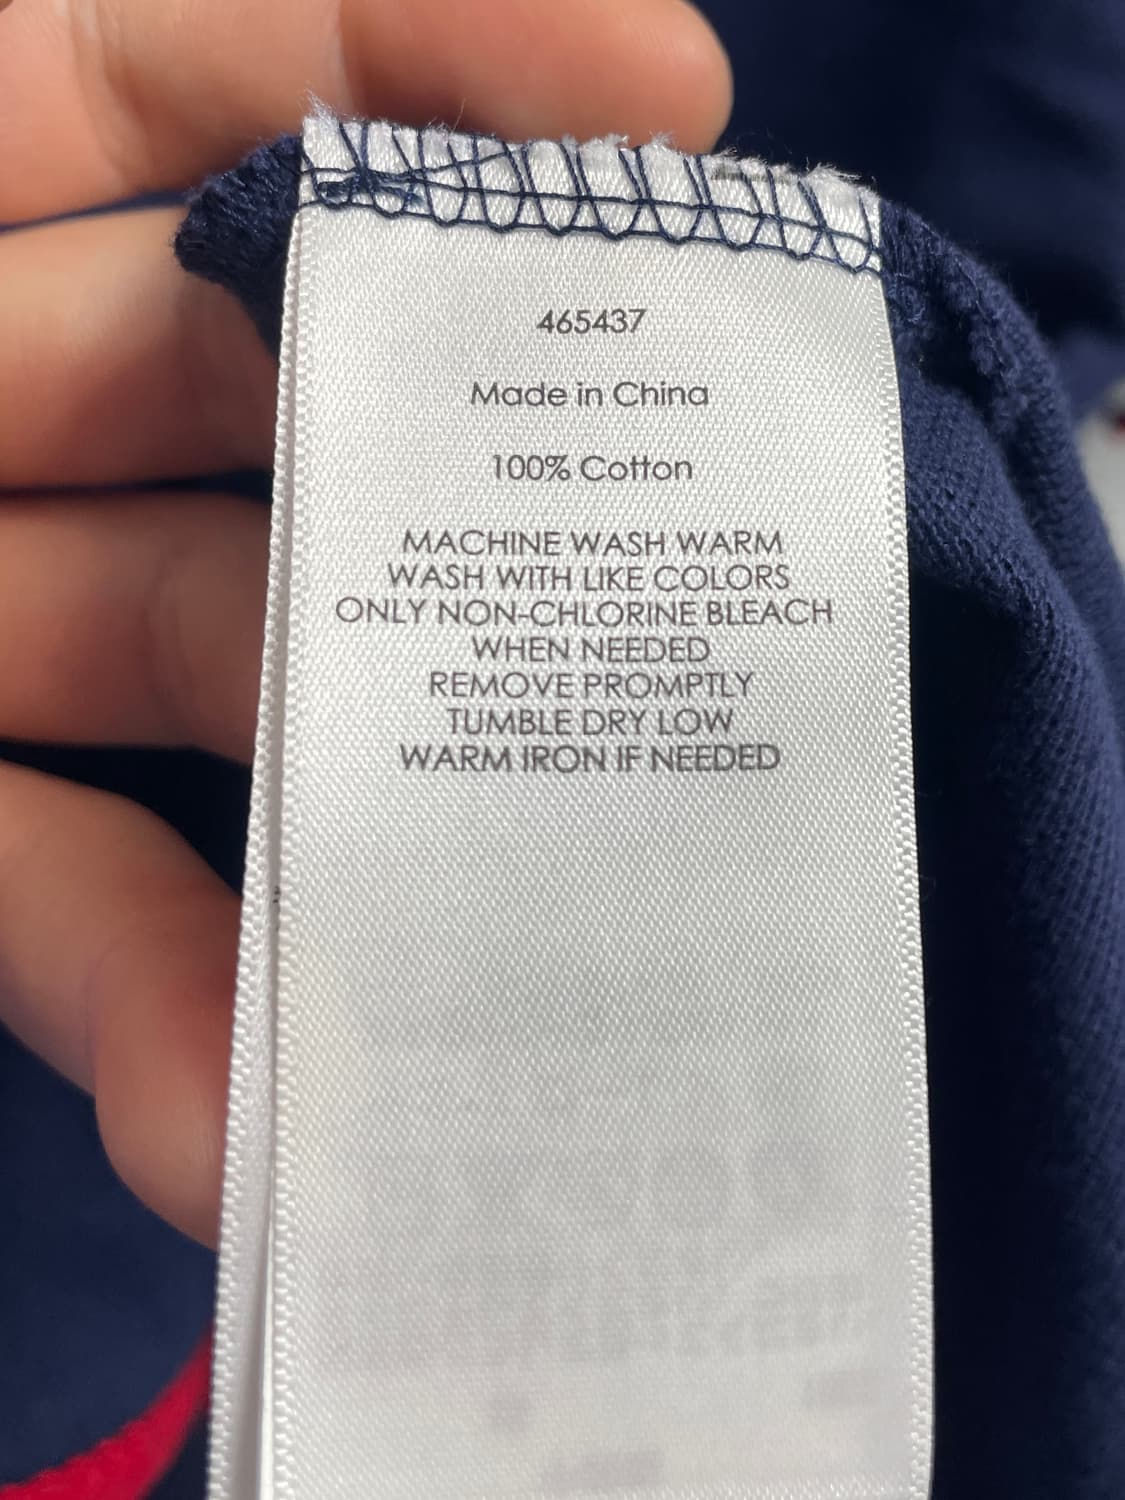 465437
Made in China
100% Cotton
MACHINE WASH WARM
WASH WITH LIKE COLORS
ONLY NON-CHLORINE BLEACH
WHEN NEEDED
REMOVE PROMPTLY
TUMBLE DRY LOW
WARM IRON IF NEEDED